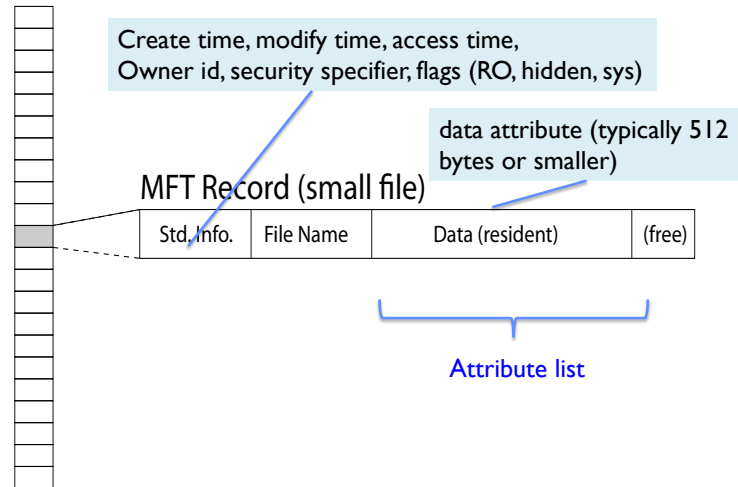 Create time, modify time, access time,
Owner id, security specifier, flags (RO, hidden, sys)
data attribute (typically 512
bytes or smaller)
MFT Record (small file)
Std. Info.
File Name
Data (resident)
(free)
Attribute list